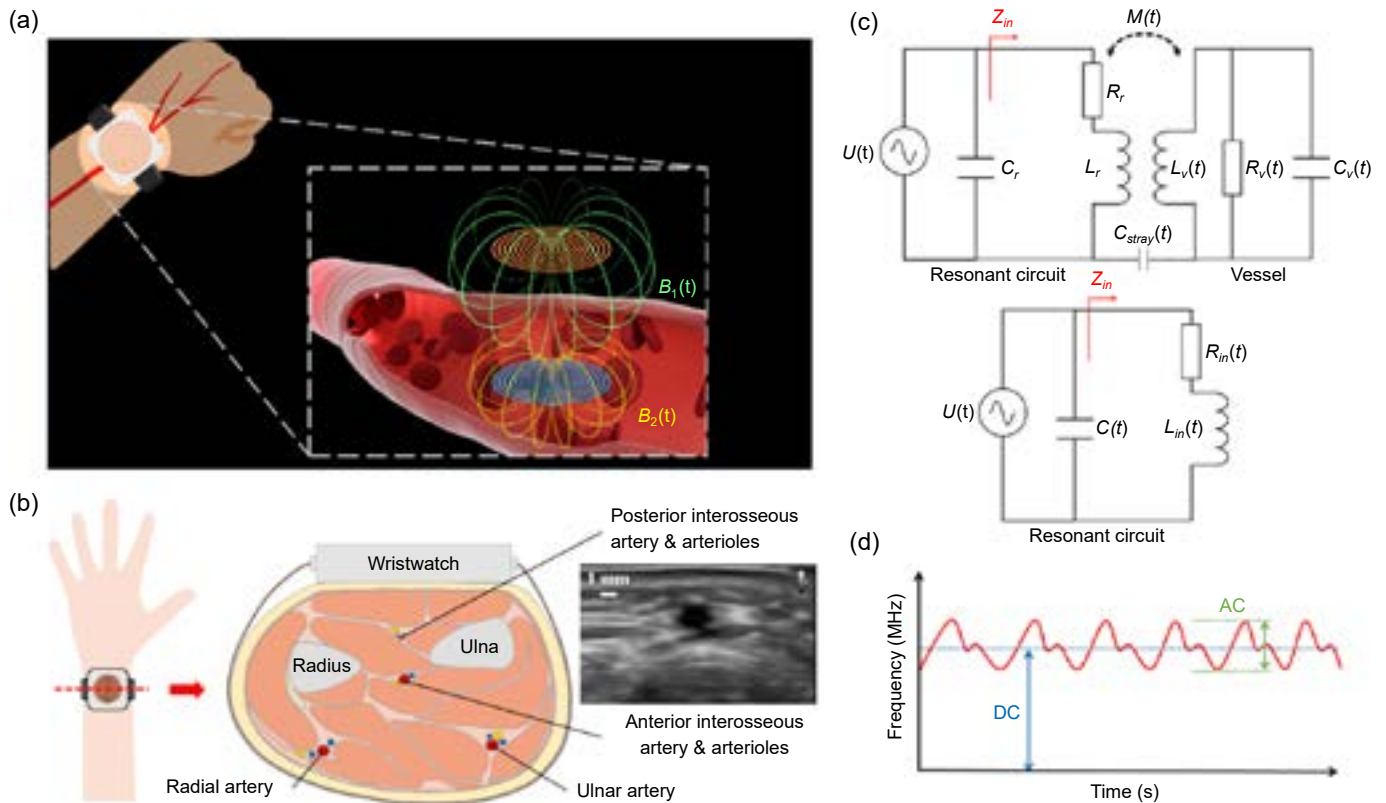 (a)
B1(t)
B2(t)
(b)
Posterior interosseous
artery & arterioles
Wristwatch
1 mm
Ulna
Radius
Anterior interosseous
artery & arterioles
Radial artery
Ulnar artery
(c)
Zin
M(t)
Rr
U(t)
Cr
Lr
Lv(t)
Rv(t)
Cv(t)
Cstray(t)
Resonant circuit
Vessel
Zin
Rin(t)
U(t)
C(t)
Lin(t)
Resonant circuit
(d)
Frequency (MHz)
AC
DC
Time (s)